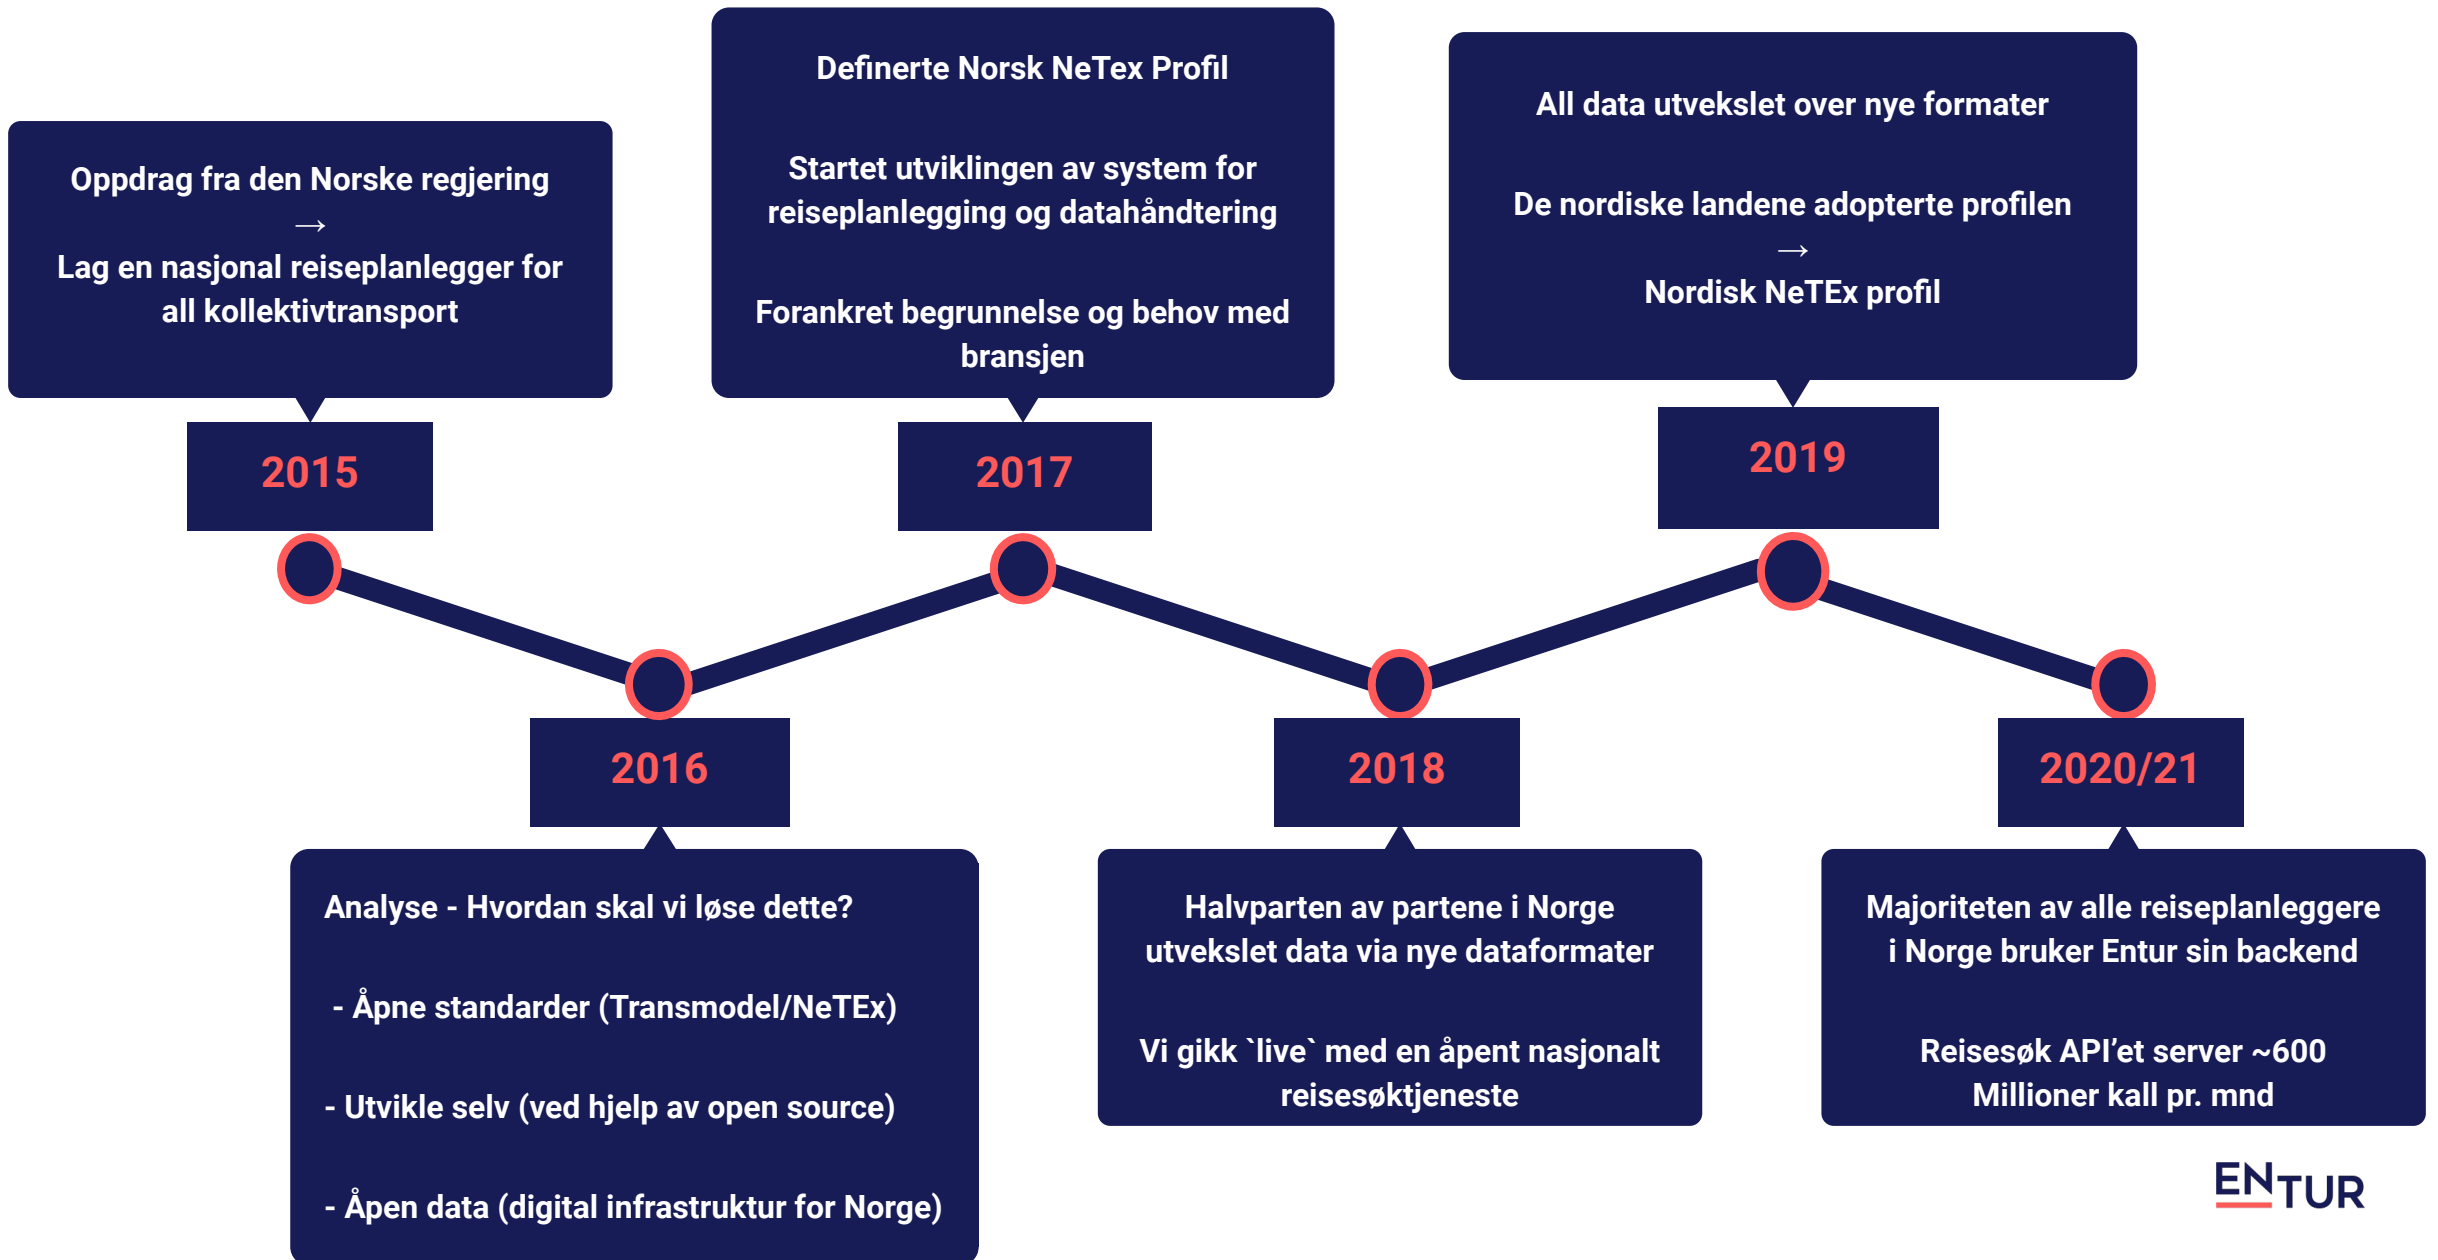 Oppdrag fra den Norske regjering
→
Lag en nasjonal reiseplanlegger for
all kollektivtransport
2015
Analyse - Hvordan skal vi løse dette?
- Åpne standarder (Transmodel/NeTEx)
- Utvikle selv (ved hjelp av open source)
- Åpen data (digital infrastruktur for Norge)
2016
Definerte Norsk NeTex Profil
Startet utviklingen av system for
reiseplanlegging og datahåndtering
Forankret begrunnelse og behov med
bransjen
2017
2018
Halvparten av partene i Norge
utvekslet data via nye dataformater
Vi gikk `live` med en åpent nasjonalt
reisesøktjeneste
All data utvekslet over nye formater
De nordiske landene adopterte profilen
→
Nordisk NeTEx profil
2019
2020/21
Majoriteten av alle reiseplanleggere
i Norge bruker Entur sin backend
Reisesøk API’et server ~600
Millioner kall pr. mnd
ENTUR